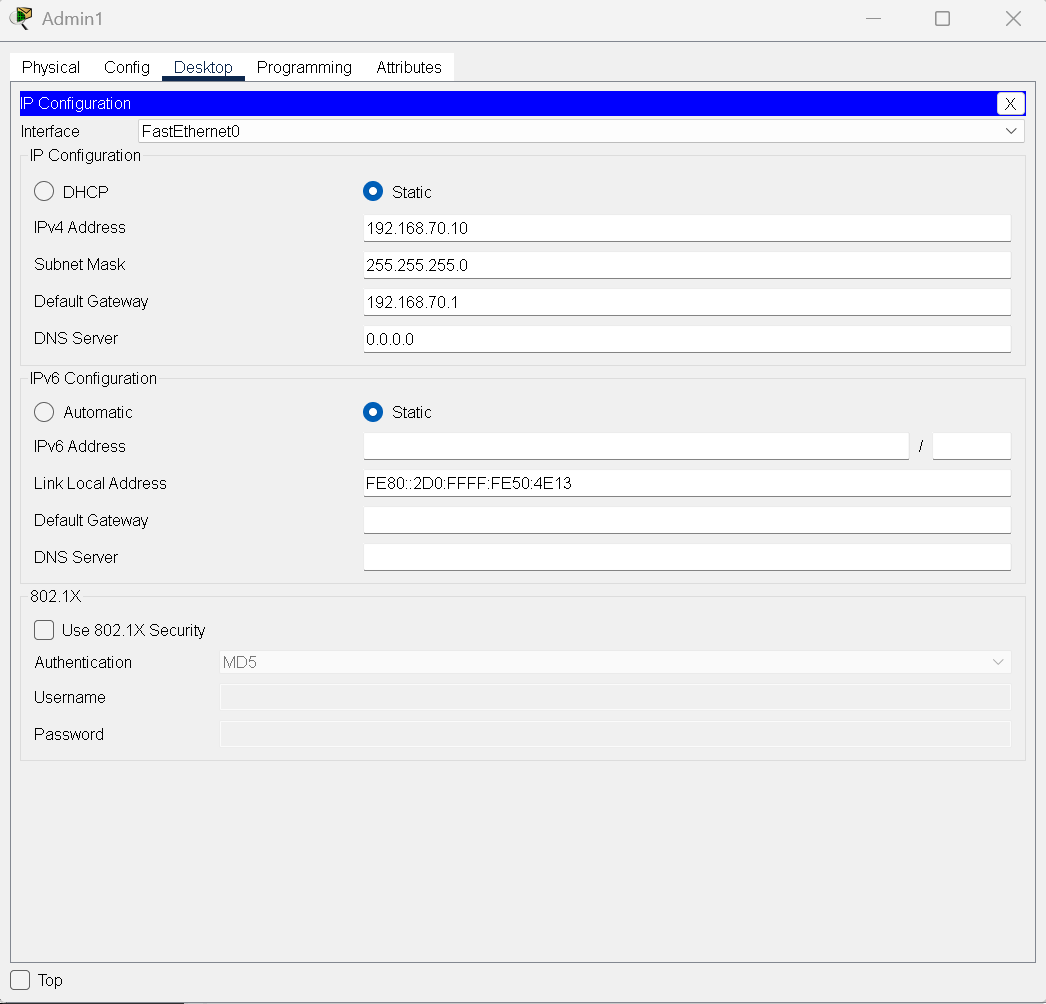 Admin1
Physical Config Desktop Programming Attributes
IP Configuration X
Interface FastEthernet0
IP Configuration
DHCP Static
IPv4 Address 192.168.70.10
Subnet Mask 255.255.255.0
Default Gateway 192.168.70.1
DNS Server 0.0.0.0
IPv6 Configuration
Automatic Static
IPv6 Address /
Link Local Address FE80::2D0:FFFF:FE50:4E13
Default Gateway
DNS Server
802.1X
Use 802.1X Security
Authentication MD5
Username
Password
Top